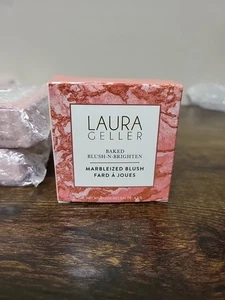 LAURA
GELLER
BAKED
BLUSH-N-BRIGHTEN
MARBLEIZED BLUSH
FARD À JOUES